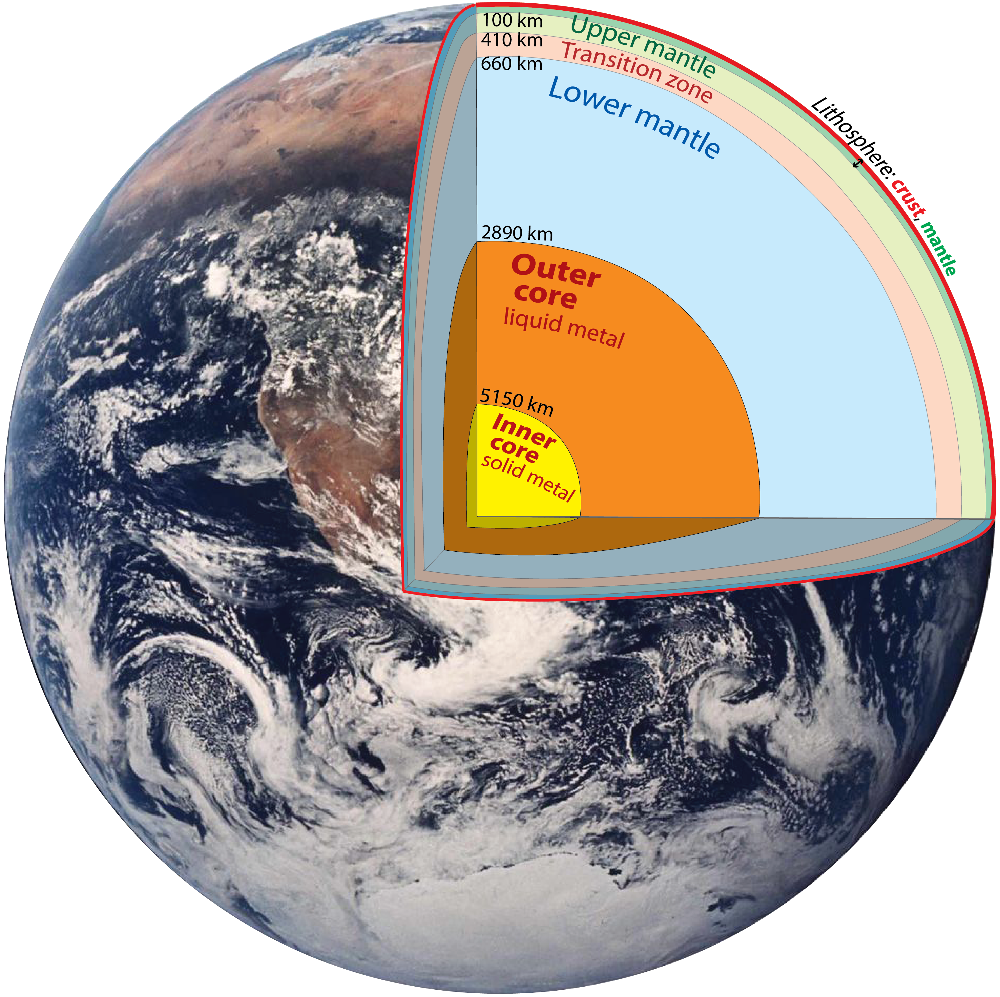 100 km
Upper mantle
410 km
Transition zone
660 km
Lower mantle
Lithosphere: crust, mantle
2890 km
Outer
core
liquid metal
5150 km
Inner
core
solid metal